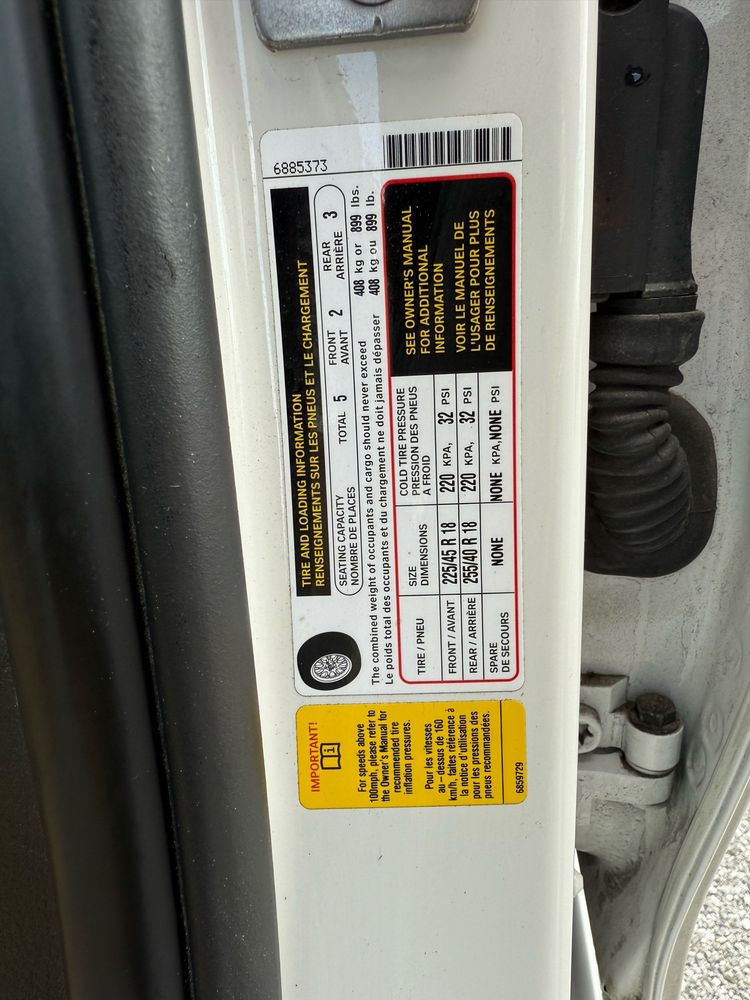 6885373
TIRE AND LOADING INFORMATION
RENSEIGNEMENTS SUR LES PNEUS ET LE CHARGEMENT
SEATING CAPACITY TOTAL 5 FRONT 2 REAR 3
NOMBRE DE PLACES AVANT ARRIÈRE
The combined weight of occupants and cargo should never exceed 408 kg or 899 lbs.
Le poids total des occupants et du chargement ne doit jamais dépasser 408 kg ou 899 lb.
TIRE / PNEU
SIZE
DIMENSIONS
COLD TIRE PRESSURE
PRESSION DES PNEUS
A FROID
FRONT / AVANT 225/45 R 18 220 KPA, 32 PSI
REAR / ARRIÈRE 255/40 R 18 220 KPA, 32 PSI
SPARE
DE SECOURS
NONE NONE KPA, NONE PSI
SEE OWNER'S MANUAL
FOR ADDITIONAL
INFORMATION
VOIR LE MANUEL DE
L'USAGER POUR PLUS
DE RENSEIGNEMENTS
IMPORTANT!
i
For speeds above
100mph, please refer to
the Owner's Manual for
recommended tire
inflation pressures.
Pour les vitesses
au – dessus de 160
km/h, faites référence à
la notice d'utilisation
pour les pressions des
pneus recommandées.
6859729